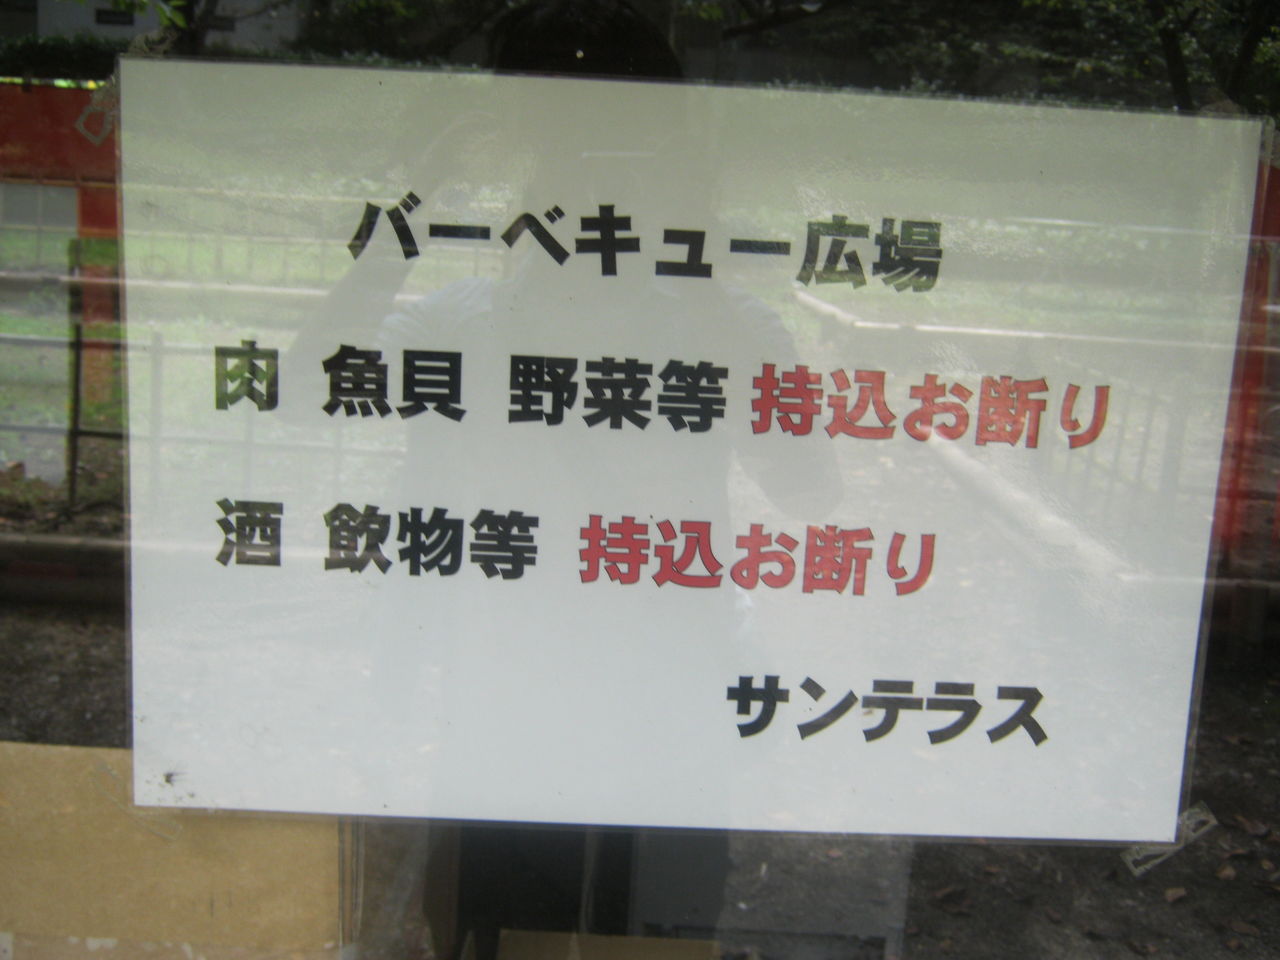 バーベキュー広場
肉 魚貝 野菜等 持込お断り
酒 飲物等 持込お断り
サンテラス